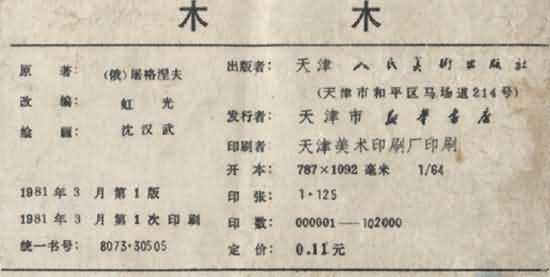 木 木
原著： (俄)屠格涅夫
改编： 虹光
绘画： 沈汉武
1981年3月第1版
1981年3月第1次印刷
统一书号： 8073·30505
出版者： 天津人民美术出版社
(天津市和平区马场道214号)
发行者： 天津市新华书店
印刷者： 天津美术印刷厂印刷
开本： 787×1092毫米 1/64
印张： 1·125
印数： 000001—102000
定价： 0.11元